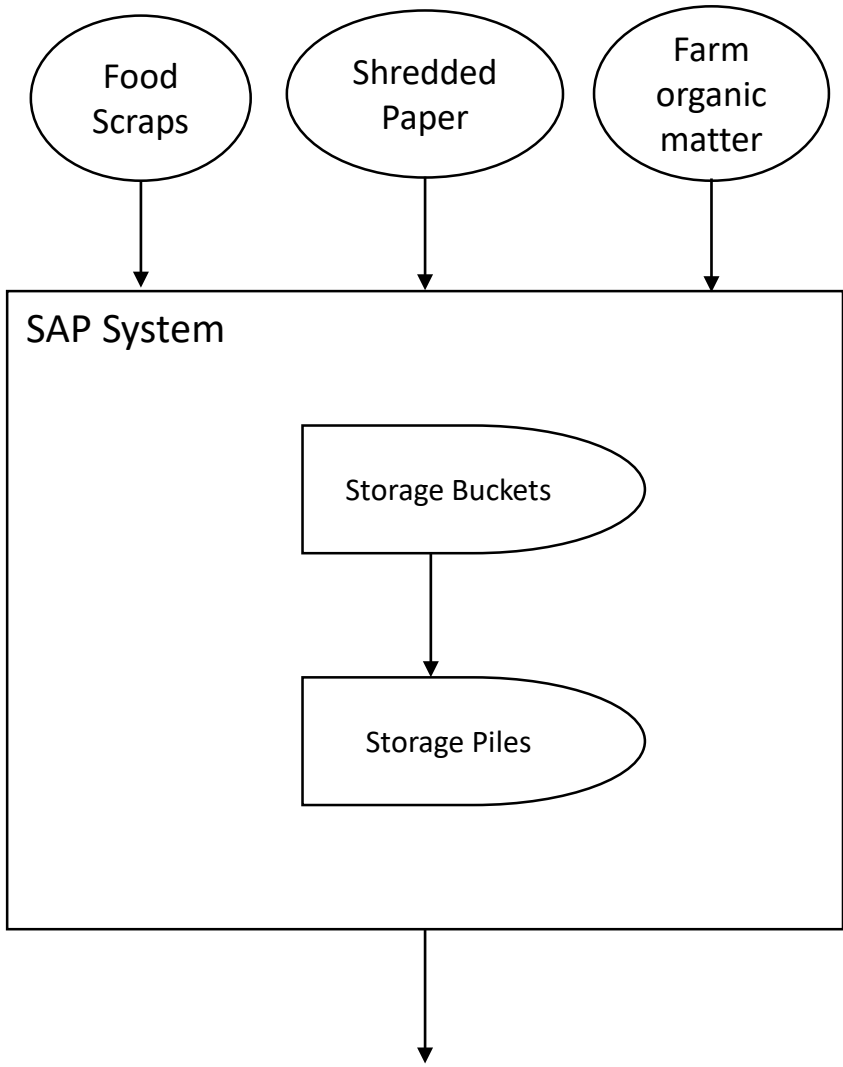 Food
Scraps
Shredded
Paper
Farm
organic
matter
SAP System
Storage Buckets
Storage Piles